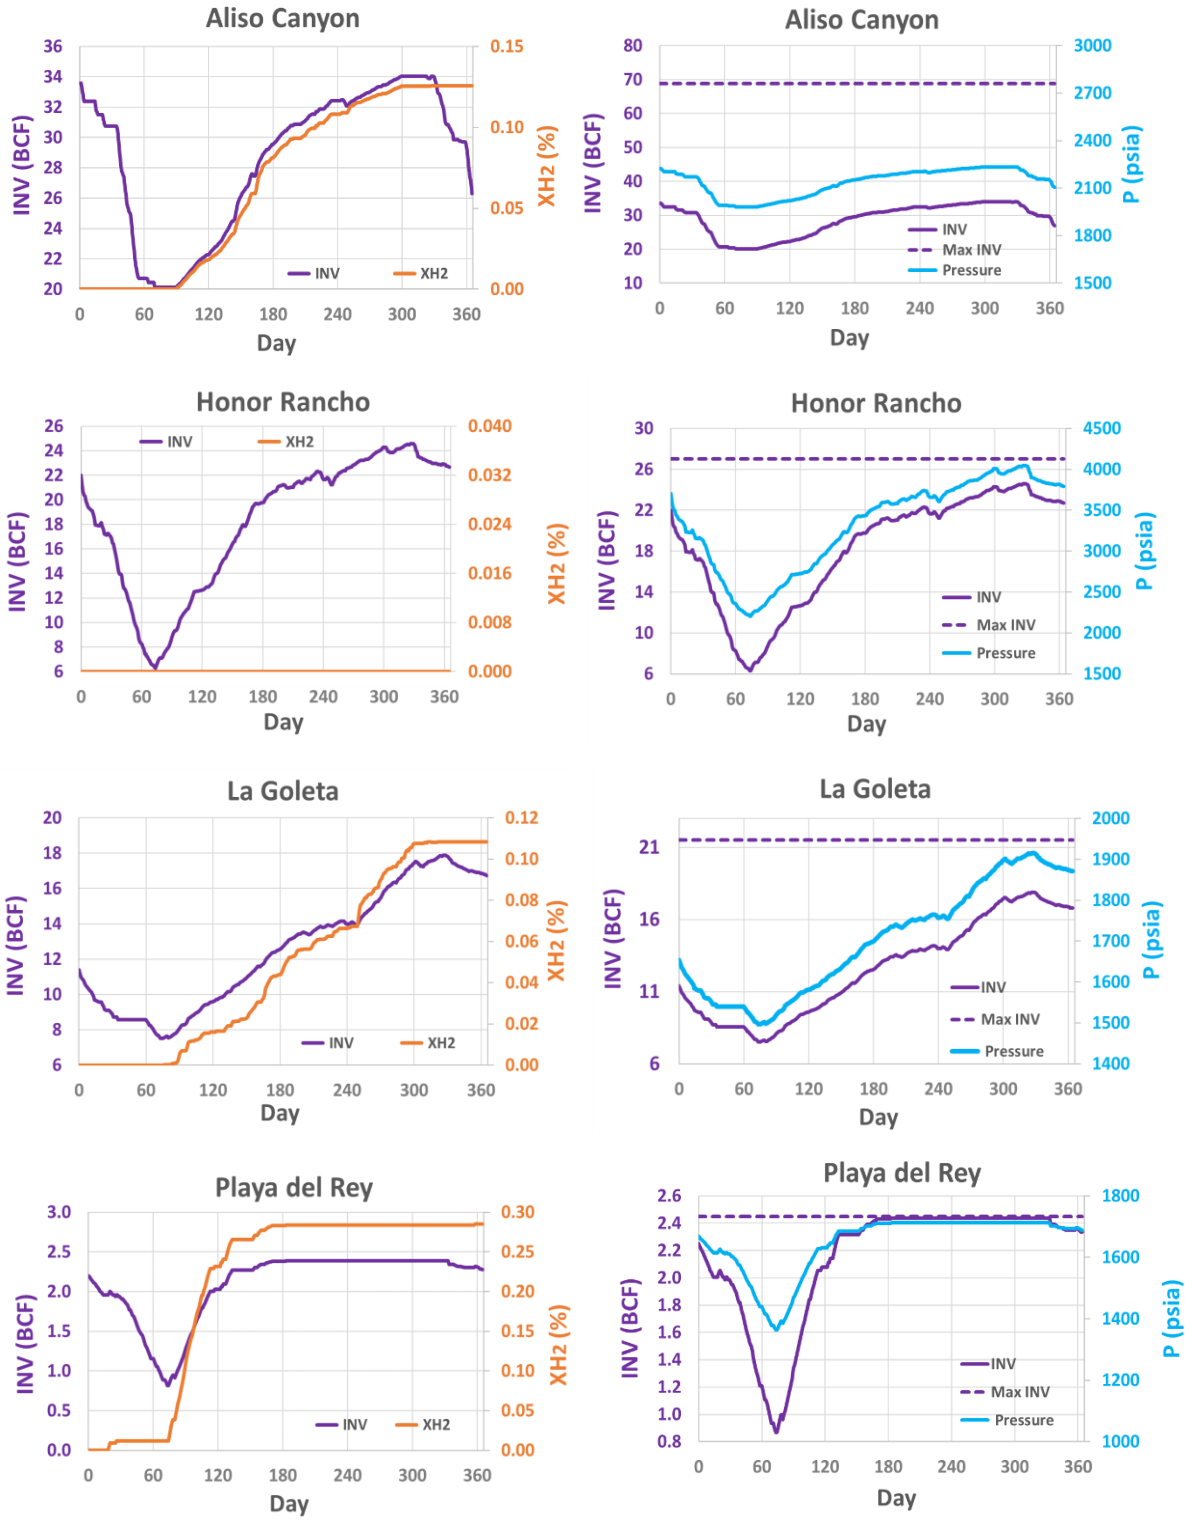 Aliso Canyon
36
34
32
30
28
26
24
22
20
INV (BCF)
0.15
0.10
0.05
0.00
XH2 (%)
INV XH2
0 60 120 180 240 300 360
Day
Aliso Canyon
80
70
60
50
40
30
20
10
INV (BCF)
3000
2700
2400
2100
1800
1500
P (psia)
INV
Max INV
Pressure
0 60 120 180 240 300 360
Day
Honor Rancho
26
24
22
20
18
16
14
12
10
8
6
INV (BCF)
0.040
0.032
0.024
0.016
0.008
0.000
XH2 (%)
INV XH2
0 60 120 180 240 300 360
Day
Honor Rancho
30
26
22
18
14
10
6
INV (BCF)
4500
4000
3500
3000
2500
2000
1500
P (psia)
INV
Max INV
Pressure
0 60 120 180 240 300 360
Day
La Goleta
20
18
16
14
12
10
8
6
INV (BCF)
0.12
0.10
0.08
0.06
0.04
0.02
0.00
XH2 (%)
INV XH2
0 60 120 180 240 300 360
Day
La Goleta
21
16
11
6
INV (BCF)
2000
1900
1800
1700
1600
1500
1400
P (psia)
INV
Max INV
Pressure
0 60 120 180 240 300 360
Day
Playa del Rey
3.0
2.5
2.0
1.5
1.0
0.5
0.0
INV (BCF)
0.30
0.25
0.20
0.15
0.10
0.05
0.00
XH2 (%)
INV XH2
0 60 120 180 240 300 360
Day
Playa del Rey
2.6
2.4
2.2
2.0
1.8
1.6
1.4
1.2
1.0
0.8
INV (BCF)
1800
1600
1400
1200
1000
P (psia)
INV
Max INV
Pressure
0 60 120 180 240 300 360
Day